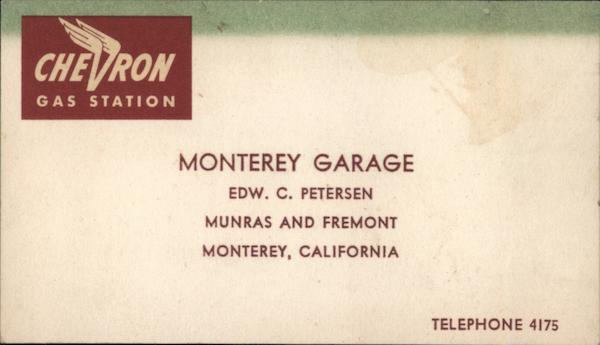 CHEVRON
GAS STATION
MONTEREY GARAGE
EDW. C. PETERSEN
MUNRAS AND FREMONT
MONTEREY, CALIFORNIA
TELEPHONE 4175